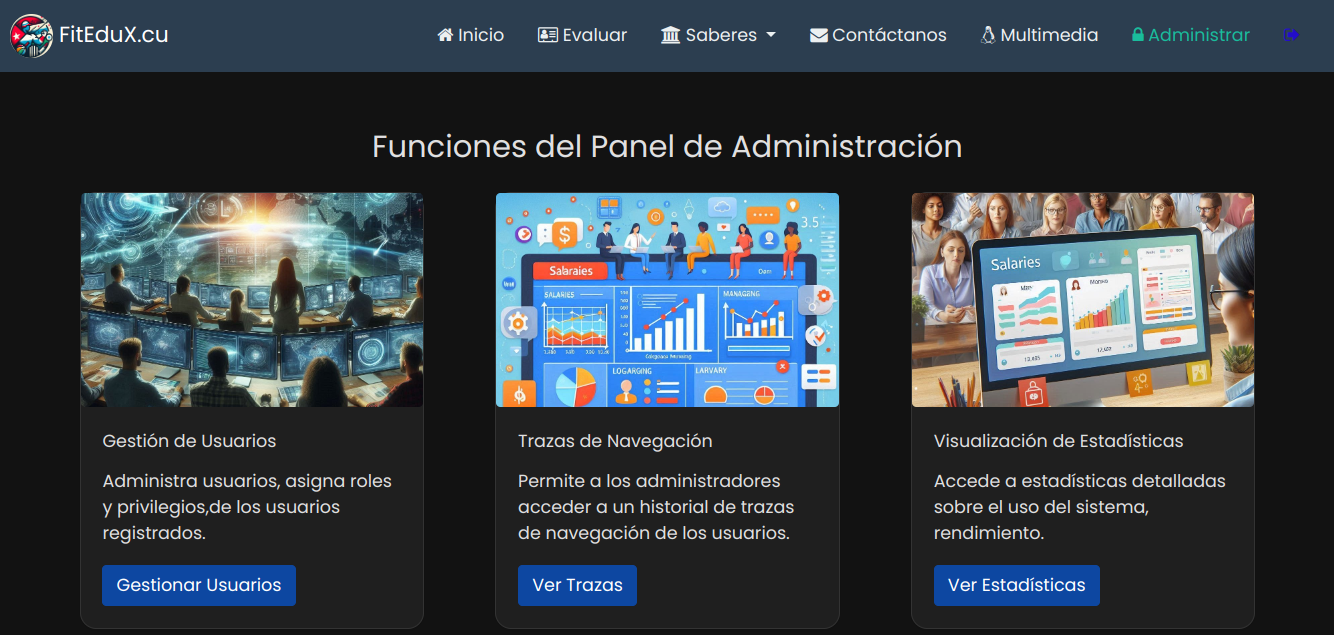 FitEduX.cu
Inicio
Evaluar
Saberes
Contáctanos
Multimedia
Administrar
Funciones del Panel de Administración
Salaraies
SALARIES
MANAGING
LOGARGING
LARVARY
3.5
Salaries
Gestión de Usuarios
Administra usuarios, asigna roles
y privilegios,de los usuarios
registrados.
Gestionar Usuarios
Trazas de Navegación
Permite a los administradores
acceder a un historial de trazas
de navegación de los usuarios.
Ver Trazas
Visualización de Estadísticas
Accede a estadísticas detalladas
sobre el uso del sistema,
rendimiento.
Ver Estadísticas